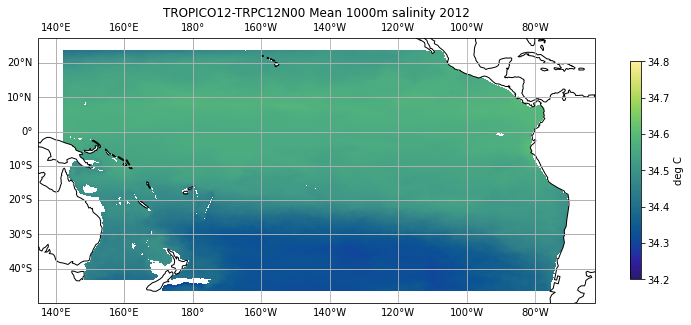 TROPICO12-TRPC12N00 Mean 1000m salinity 2012
140°E 160°E 180° 160°W 140°W 120°W 100°W 80°W
20°N
10°N
0°
10°S
20°S
30°S
40°S
140°E 160°E 180° 160°W 140°W 120°W 100°W 80°W
34.8
34.7
34.6
34.5
34.4
34.3
34.2
deg C